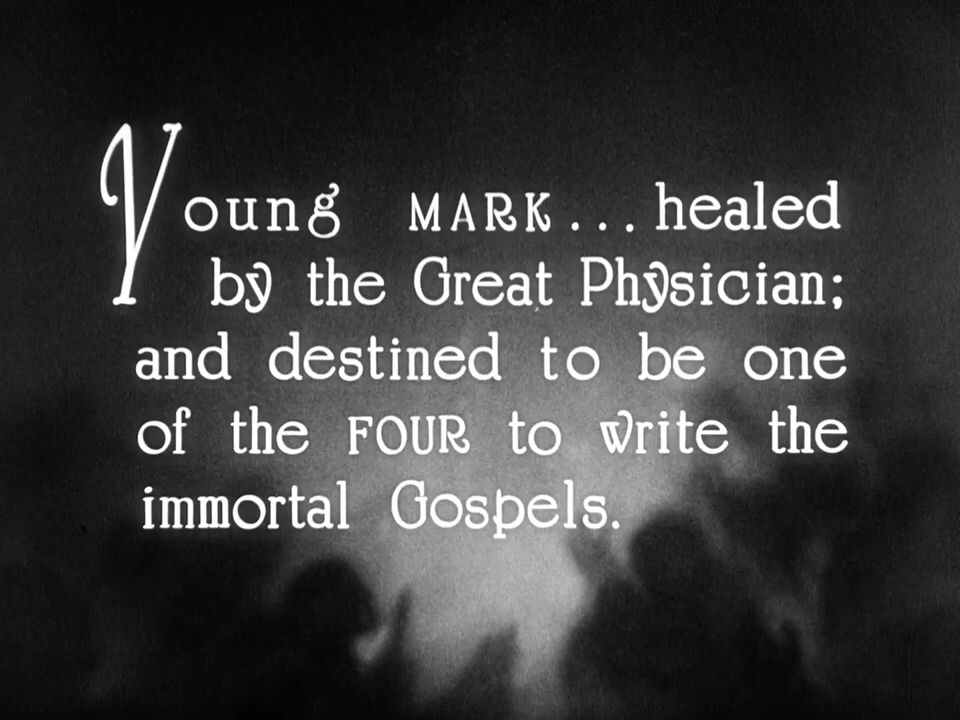 Young MARK... healed
by the Great Physician;
and destined to be one
of the FOUR to write the
immortal Gospels.